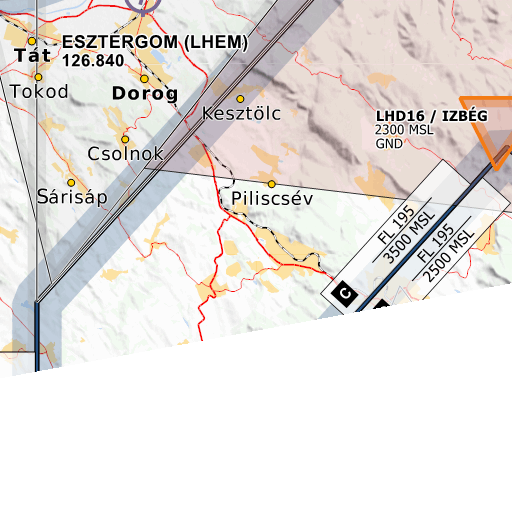 ESZTERGOM (LHEM)
126.840
Tát
Tokod
Dorog
Kesztölc
LHD16 / IZBÉG
2300 MSL
GND
Csolnok
Sárisáp
Piliscsév
FL 195
3500 MSL
C
FL 195
2500 MSL